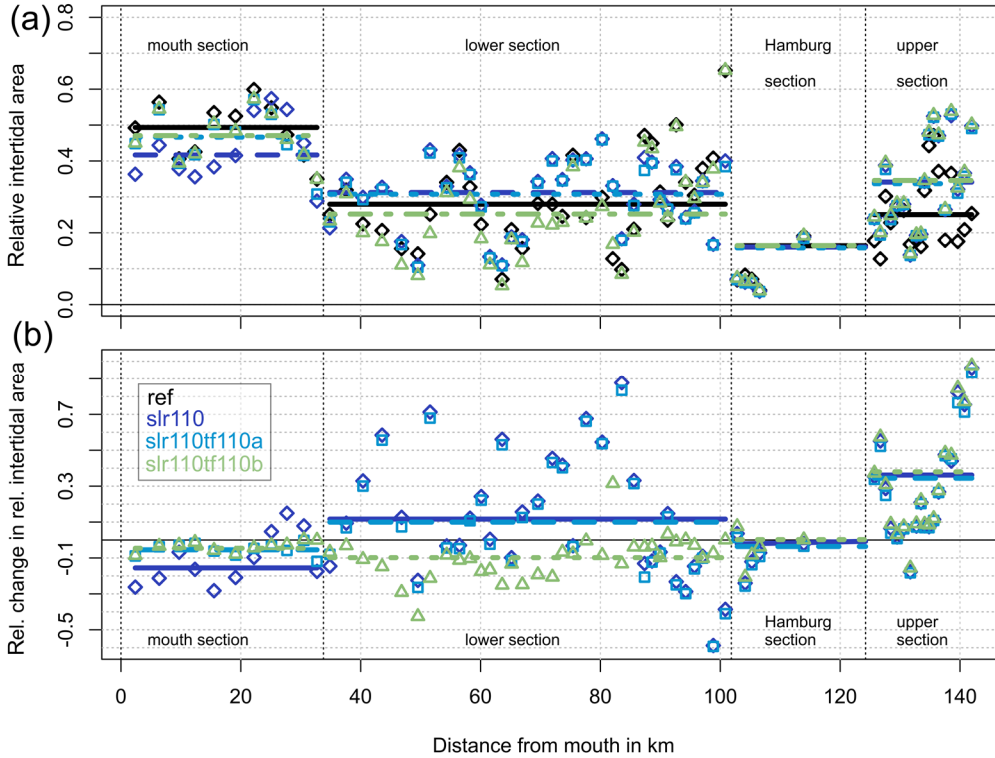 (a)
Relative intertidal area
0.8
0.6
0.4
0.2
0.0
mouth section
lower section
Hamburg
section
upper
section
(b)
Rel. change in rel. intertidal area
0.7
0.3
-0.1
-0.5
ref
slr110
slr110tf110a
slr110tf110b
mouth section
lower section
Hamburg
section
upper
section
0 20 40 60 80 100 120 140
Distance from mouth in km